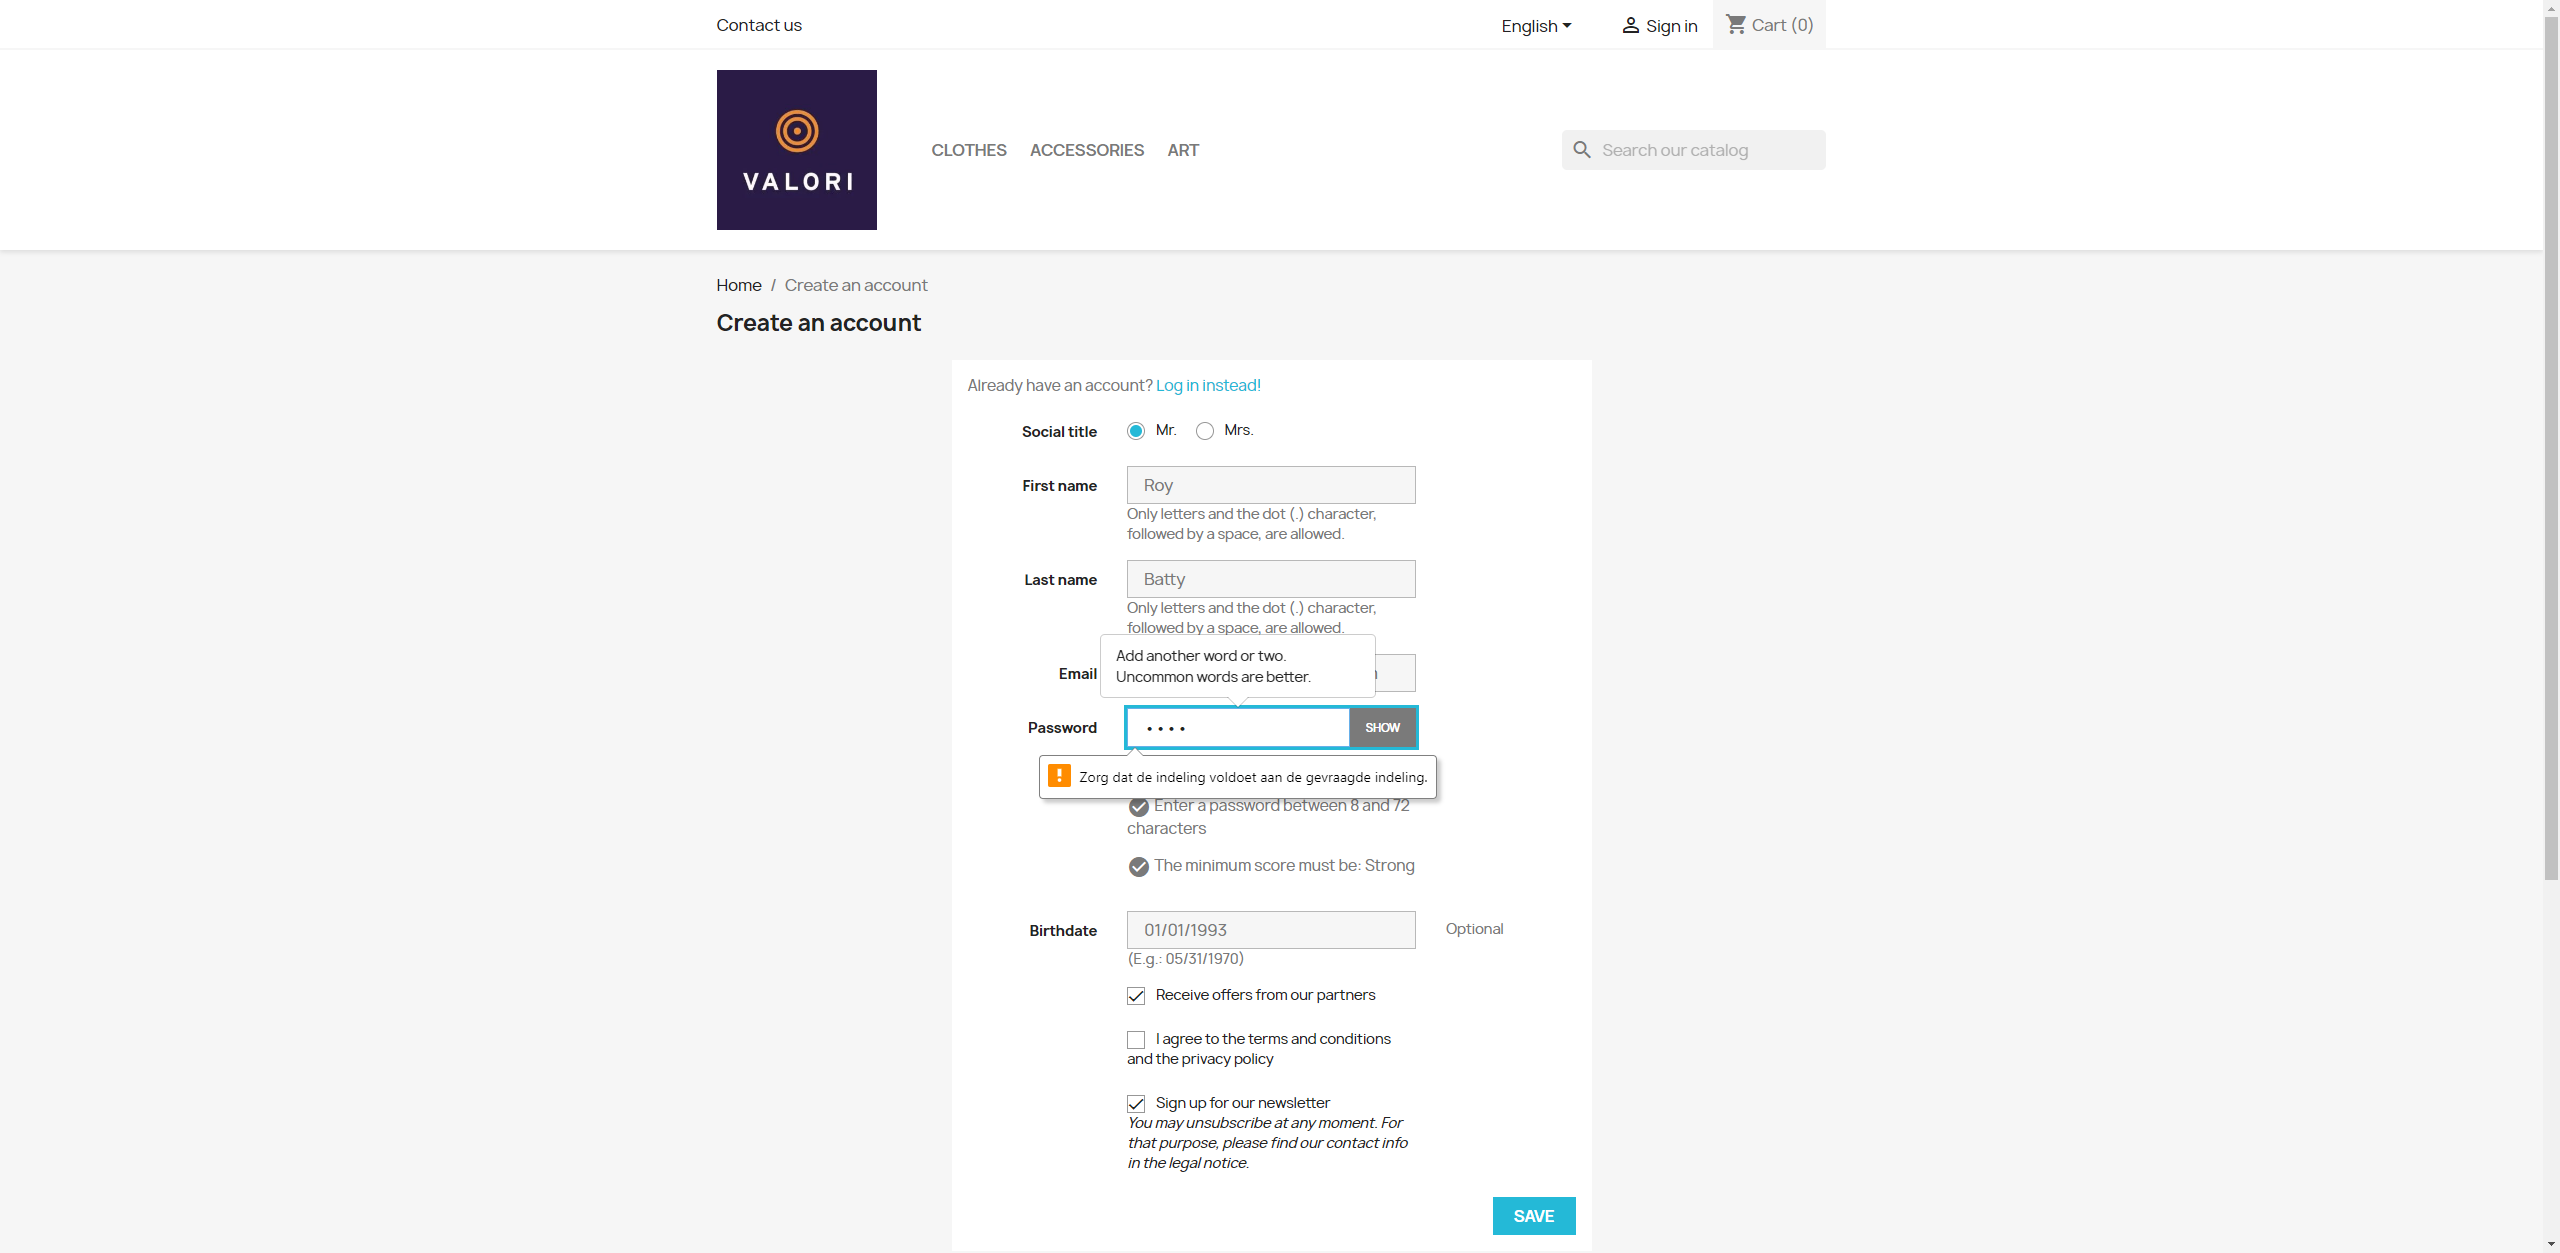 Contact us
English
Sign in
Cart (0)
VALORI
CLOTHES
ACCESSORIES
ART
Search our catalog
Home / Create an account
Create an account
Already have an account? Log in instead!
Social title
Mr.
Mrs.
First name
Roy
Only letters and the dot (.) character,
followed by a space, are allowed.
Last name
Batty
Only letters and the dot (.) character,
followed by a space, are allowed.
Add another word or two.
Uncommon words are better.
Email
Password
••••
SHOW
Zorg dat de indeling voldoet aan de gevraagde indeling.
Enter a password between 8 and 72
characters
The minimum score must be: Strong
Birthdate
01/01/1993
Optional
(E.g.: 05/31/1970)
Receive offers from our partners
I agree to the terms and conditions
and the privacy policy
Sign up for our newsletter
You may unsubscribe at any moment. For
that purpose, please find our contact info
in the legal notice.
SAVE